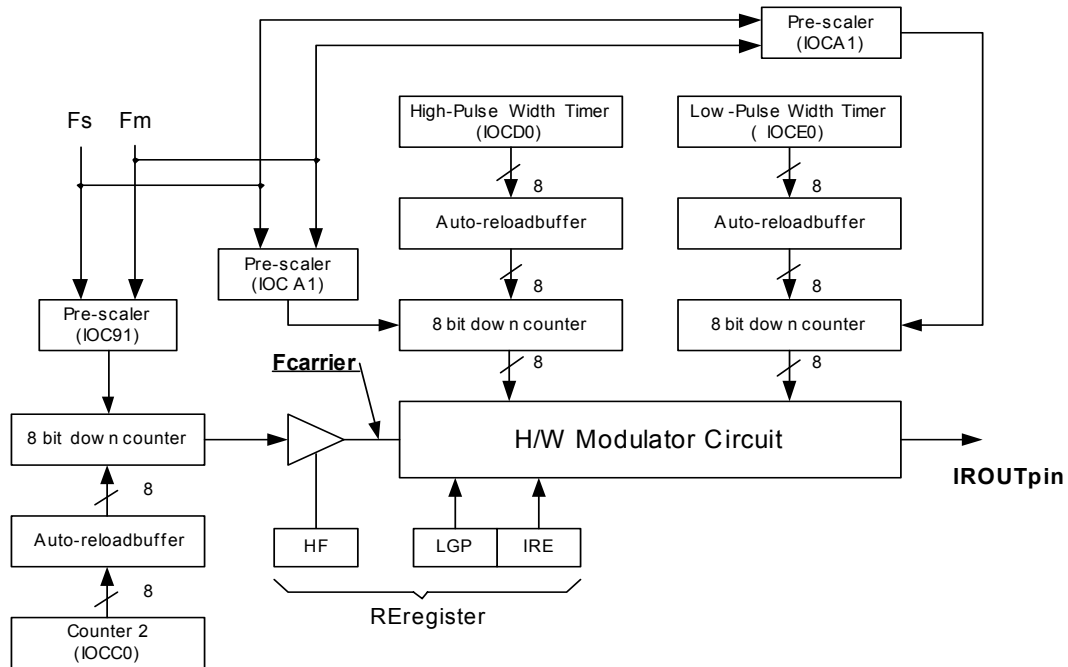 Pre-scaler
(IOCA1)
Fs
Fm
High-Pulse Width Timer
(IOCD0)
Low -Pulse Width Timer
( IOCE0)
8
8
Auto-reloadbuffer
Auto-reloadbuffer
Pre-scaler
(IOC A1)
8
8
Pre-scaler
(IOC91)
8 bit dow n counter
8 bit dow n counter
Fcarrier
8
8
8 bit dow n counter
H/W Modulator Circuit
IROUTpin
8
Auto-reloadbuffer
HF
LGP
IRE
8
REregister
Counter 2
(IOCC0)